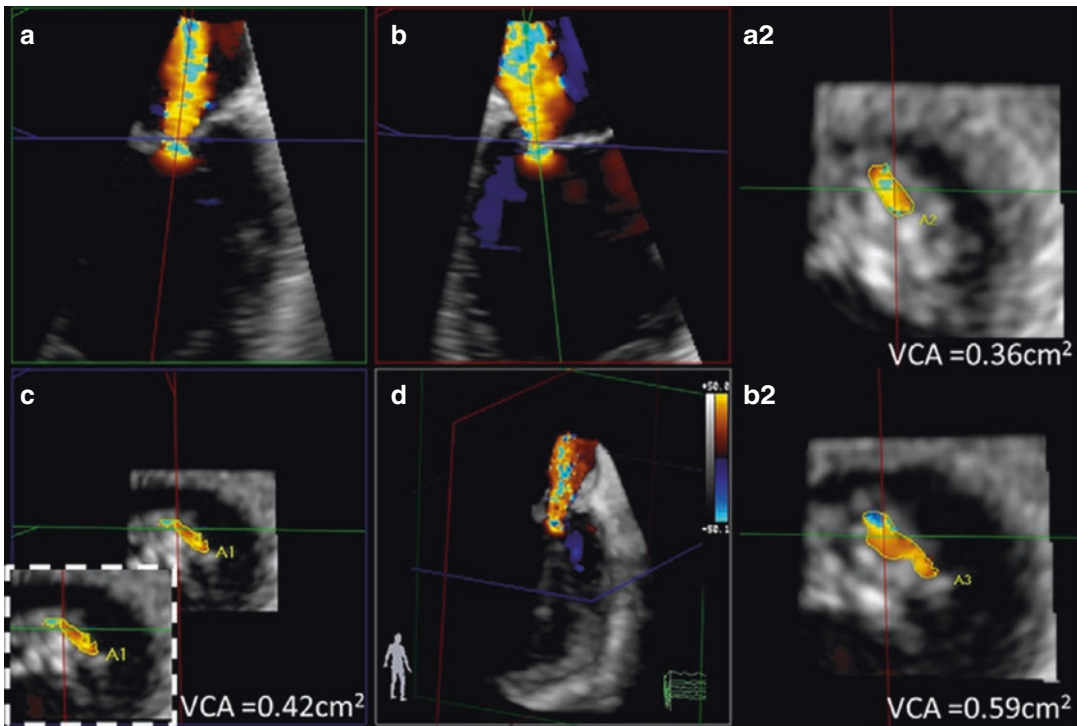 a
b
a2
A2
VCA =0.36cm²
c
A1
A1
VCA=0.42cm²
d
+50.0
-50.1
b2
A3
VCA =0.59cm²